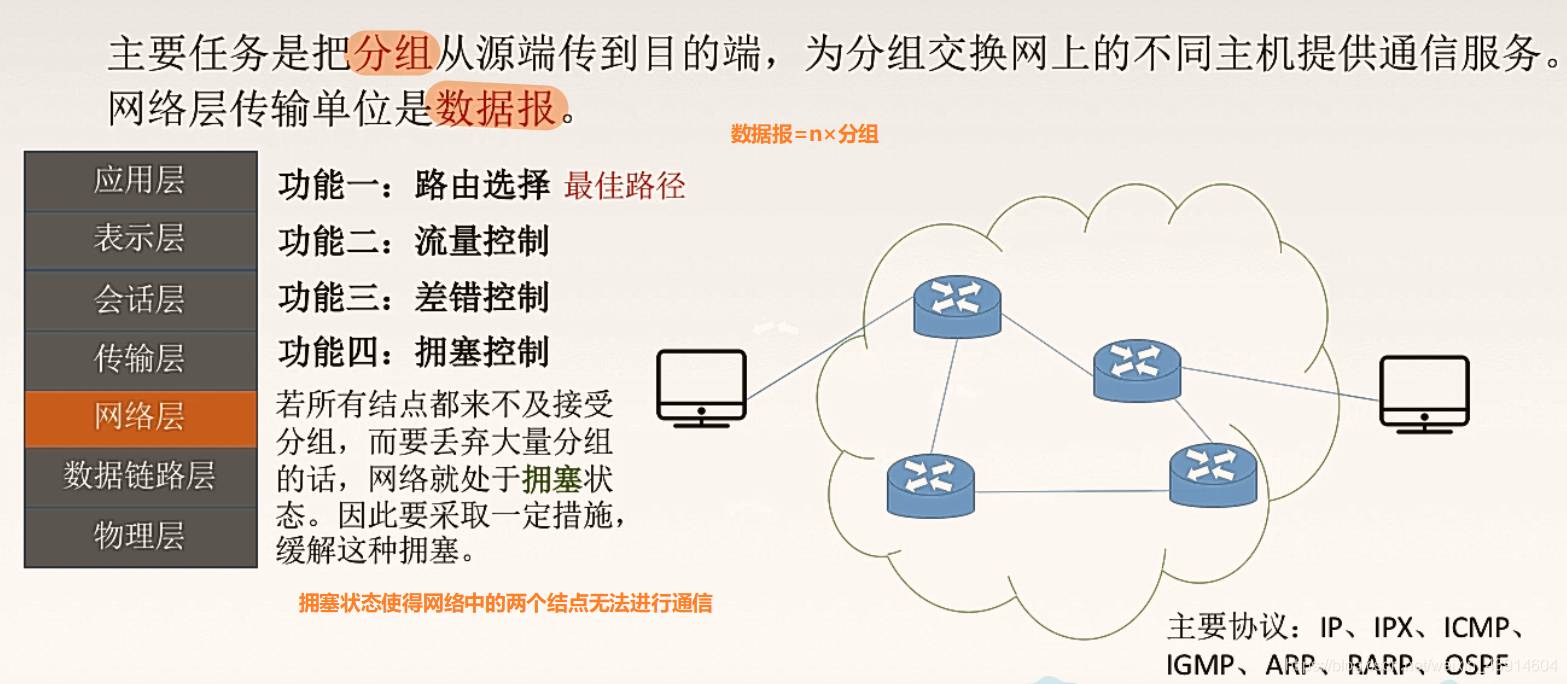 主要任务是把分组从源端传到目的端，为分组交换网上的不同主机提供通信服务。
网络层传输单位是数据报。
数据报=n×分组
应用层
表示层
会话层
传输层
网络层
数据链路层
物理层
功能一：路由选择 最佳路径
功能二：流量控制
功能三：差错控制
功能四：拥塞控制
若所有结点都来不及接受
分组，而要丢弃大量分组
的话，网络就处于拥塞状
态。因此要采取一定措施，
缓解这种拥塞。
拥塞状态使得网络中的两个结点无法进行通信
主要协议：IP、IPX、ICMP、
IGMP、ARP、RARP、OSPF